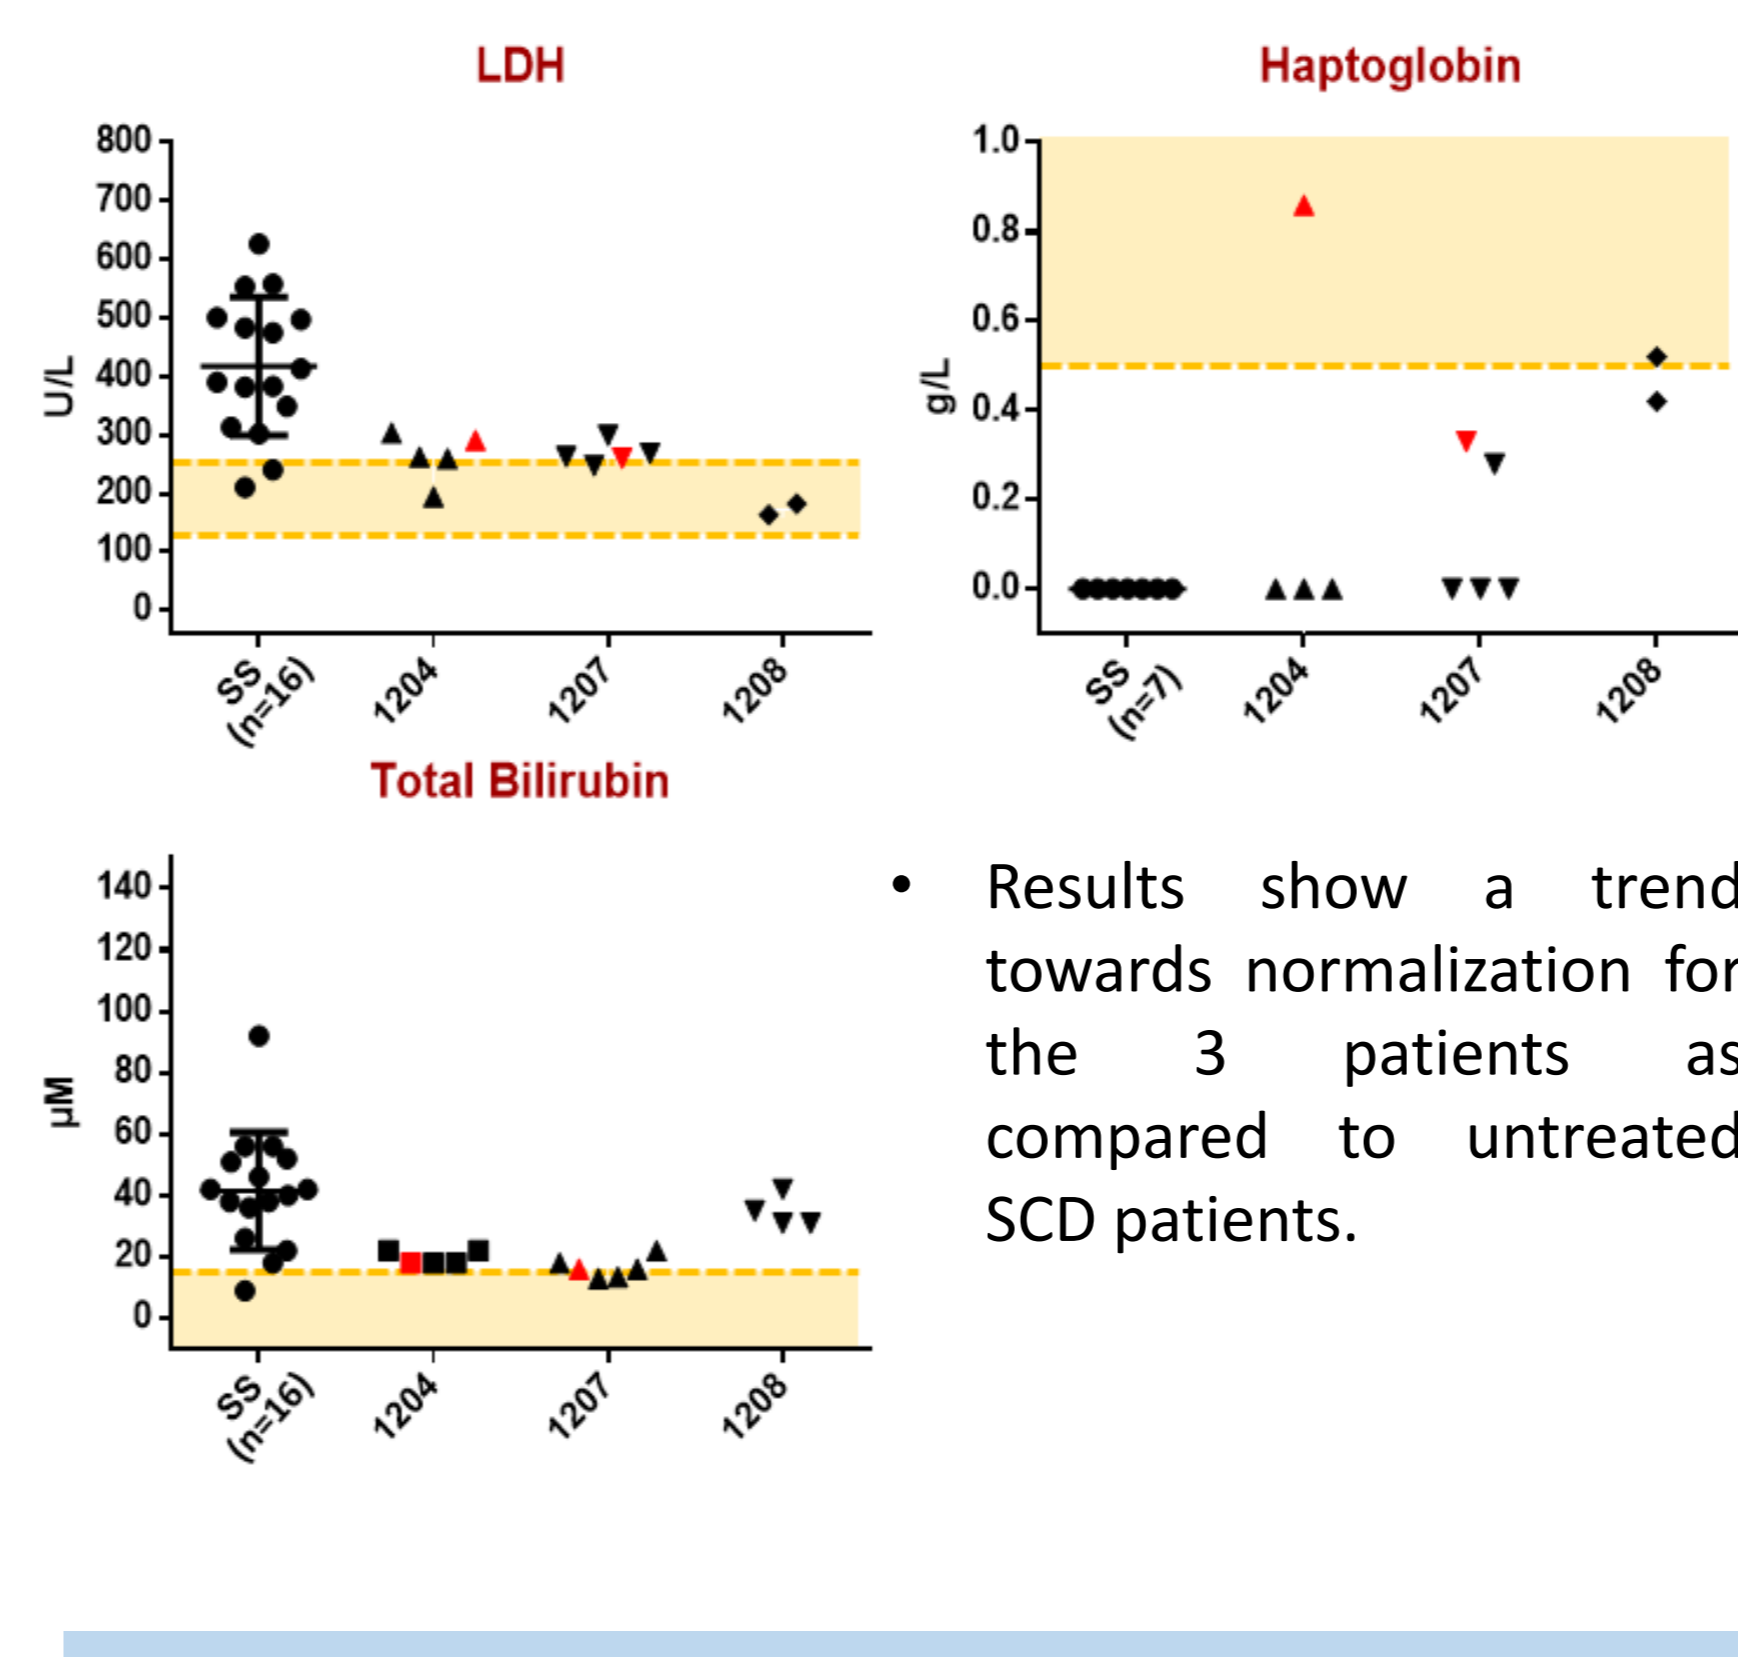 LDH
800
700
600
500
400
300
200
100
0
U/L
SS
(n=16)
1204
1207
1208
Haptoglobin
1.0
0.8
0.6
0.4
0.2
0.0
g/L
SS
(n=7)
1204
1207
1208
Total Bilirubin
140
120
100
80
60
40
20
0
µM
SS
(n=16)
1204
1207
1208
• Results show a trend
towards normalization for
the 3 patients as
compared to untreated
SCD patients.